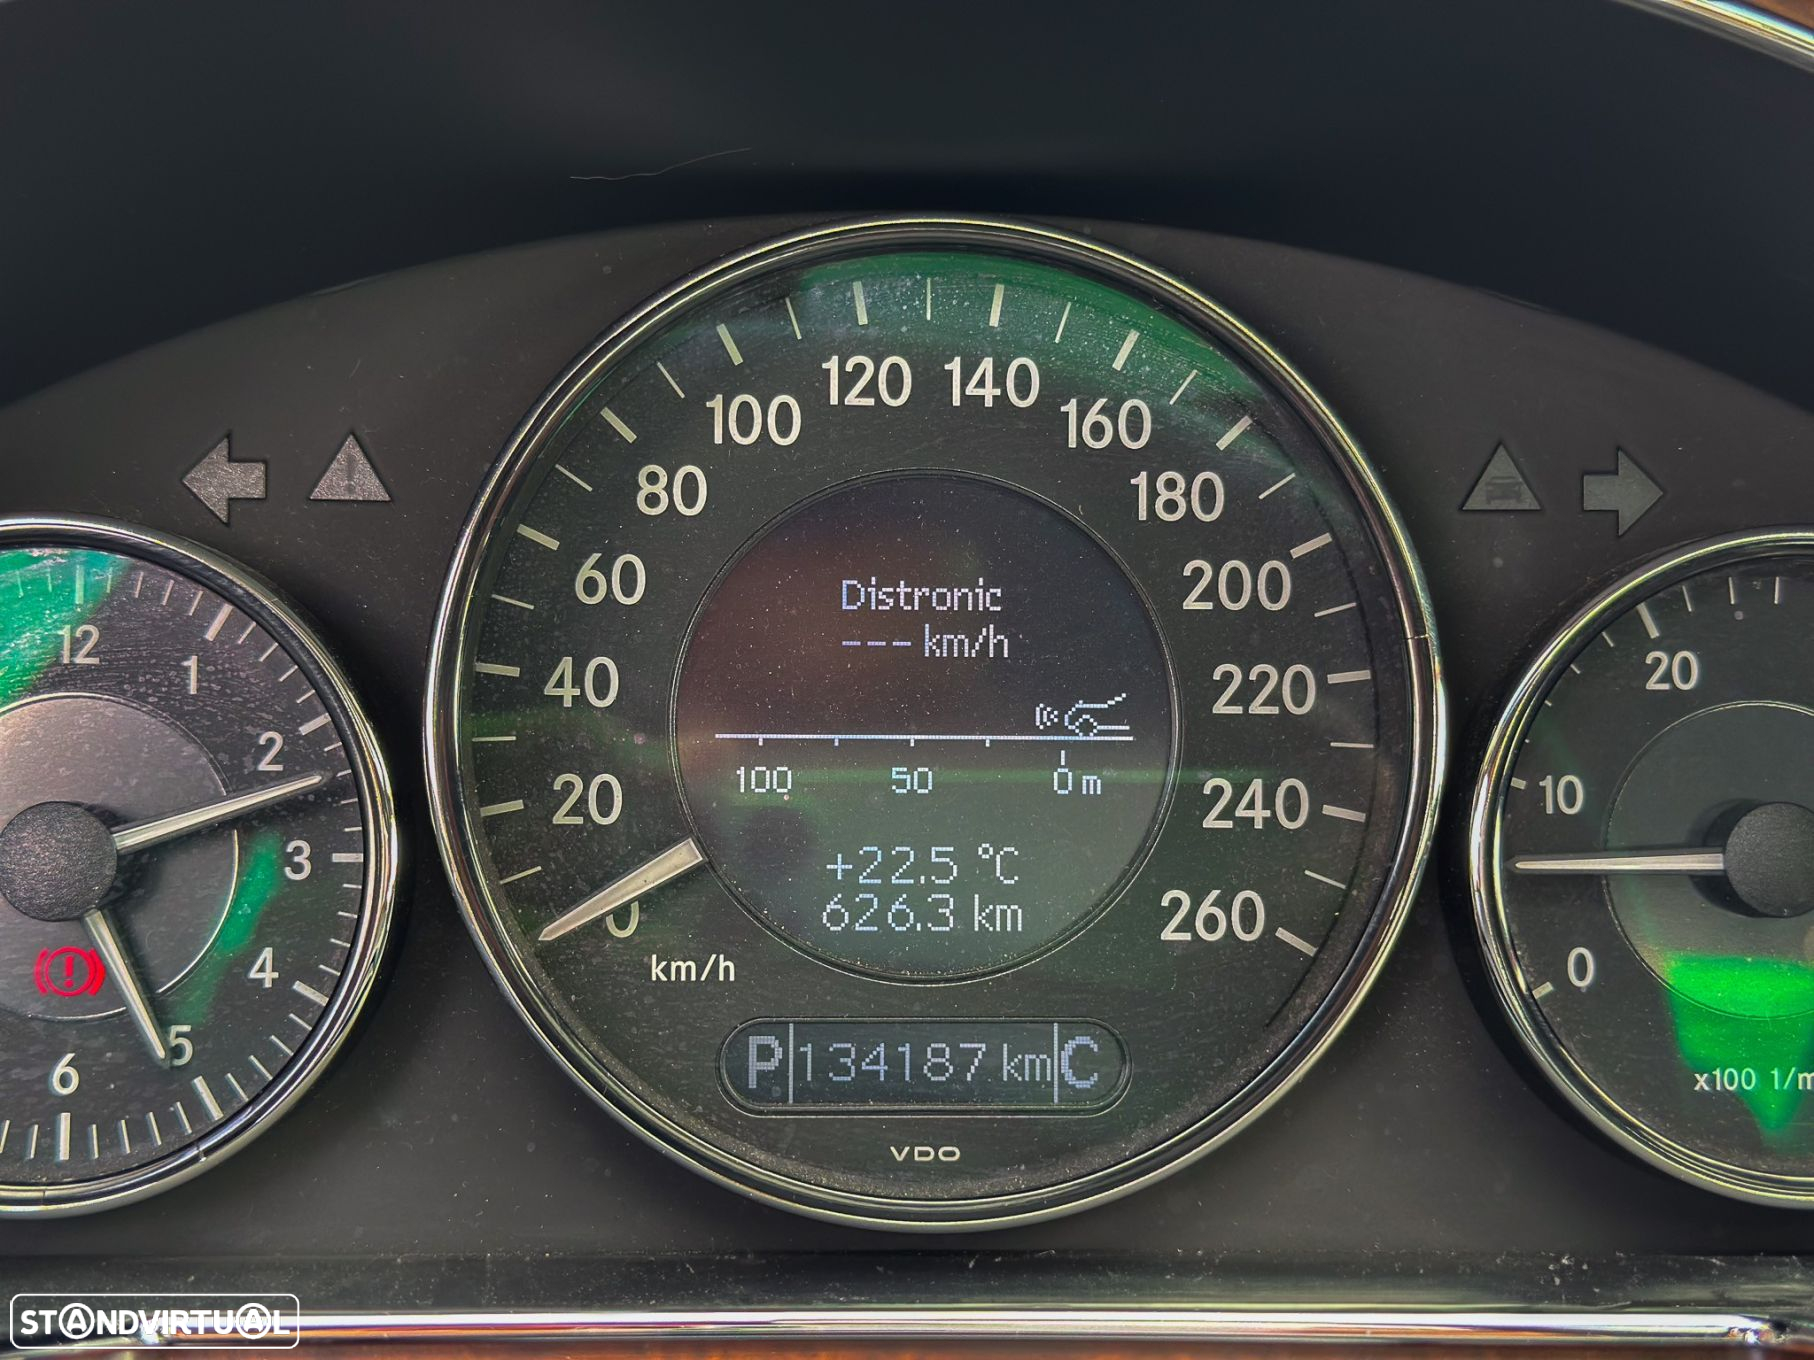 12
1
2
3
4
5
6
0
20
40
60
80
100
120
140
160
180
200
220
240
260
km/h
Distronic
--- km/h
100 50 0 m
+22.5 °C
626.3 km
P 134187 km C
VDO
20
10
0
x100 1/m
STANDVIRTUAL